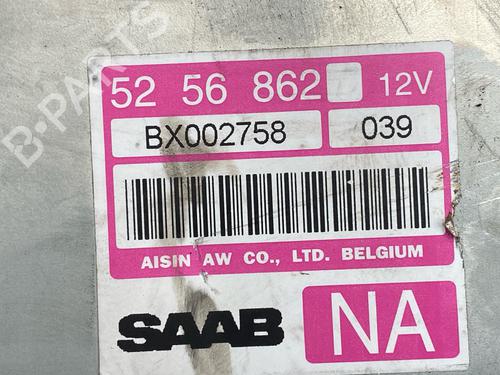 52 56 862 12V
BX002758 039
AISIN AW CO., LTD. BELGIUM
SAAB NA
B-PARTS